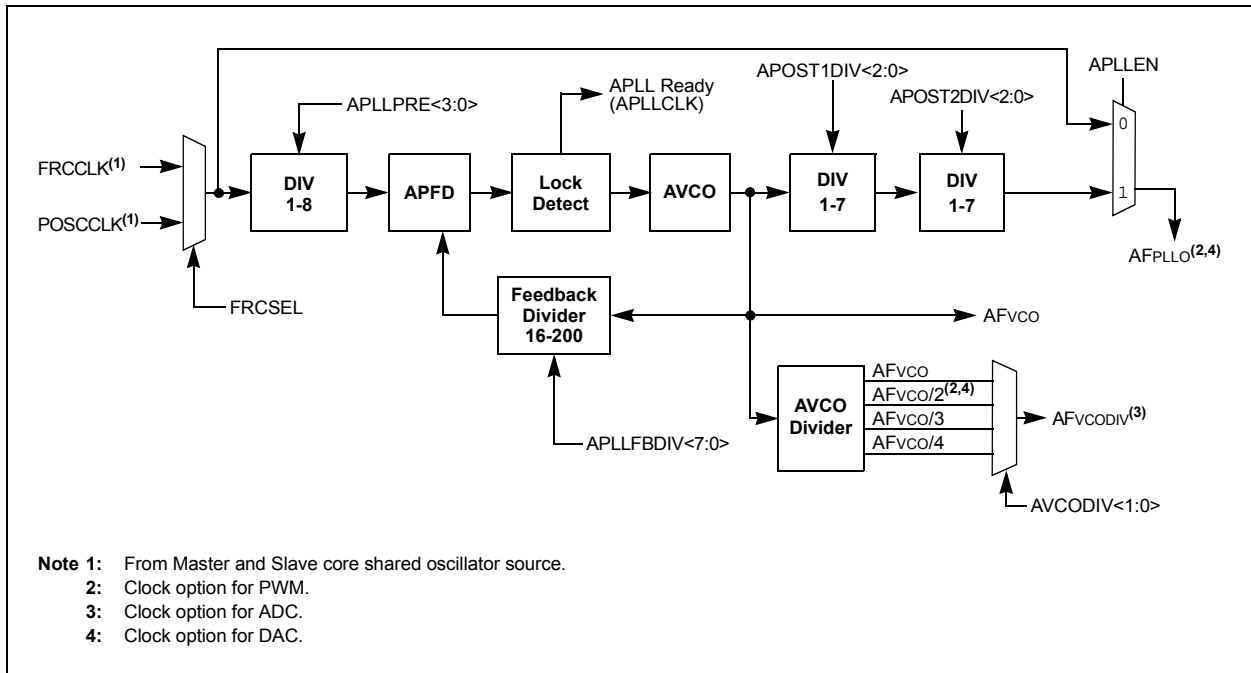 APLLEN
APOST1DIV<2:0>
APLL Ready
(APLLCLK)
APOST2DIV<2:0>
APLLPRE<3:0>
0
FRCCLK(1)
DIV
1-8
APFD
Lock
Detect
AVCO
DIV
1-7
DIV
1-7
1
POSCCLK(1)
AFPLLO(2,4)
FRCSEL
Feedback
Divider
16-200
AFVCO
AVCO
Divider
AFVCO
AFVCO/2(2,4)
AFVCO/3
AFVCO/4
AFVCODIV(3)
APLLFBDIV<7:0>
AVCODIV<1:0>
Note 1: From Master and Slave core shared oscillator source.
2: Clock option for PWM.
3: Clock option for ADC.
4: Clock option for DAC.